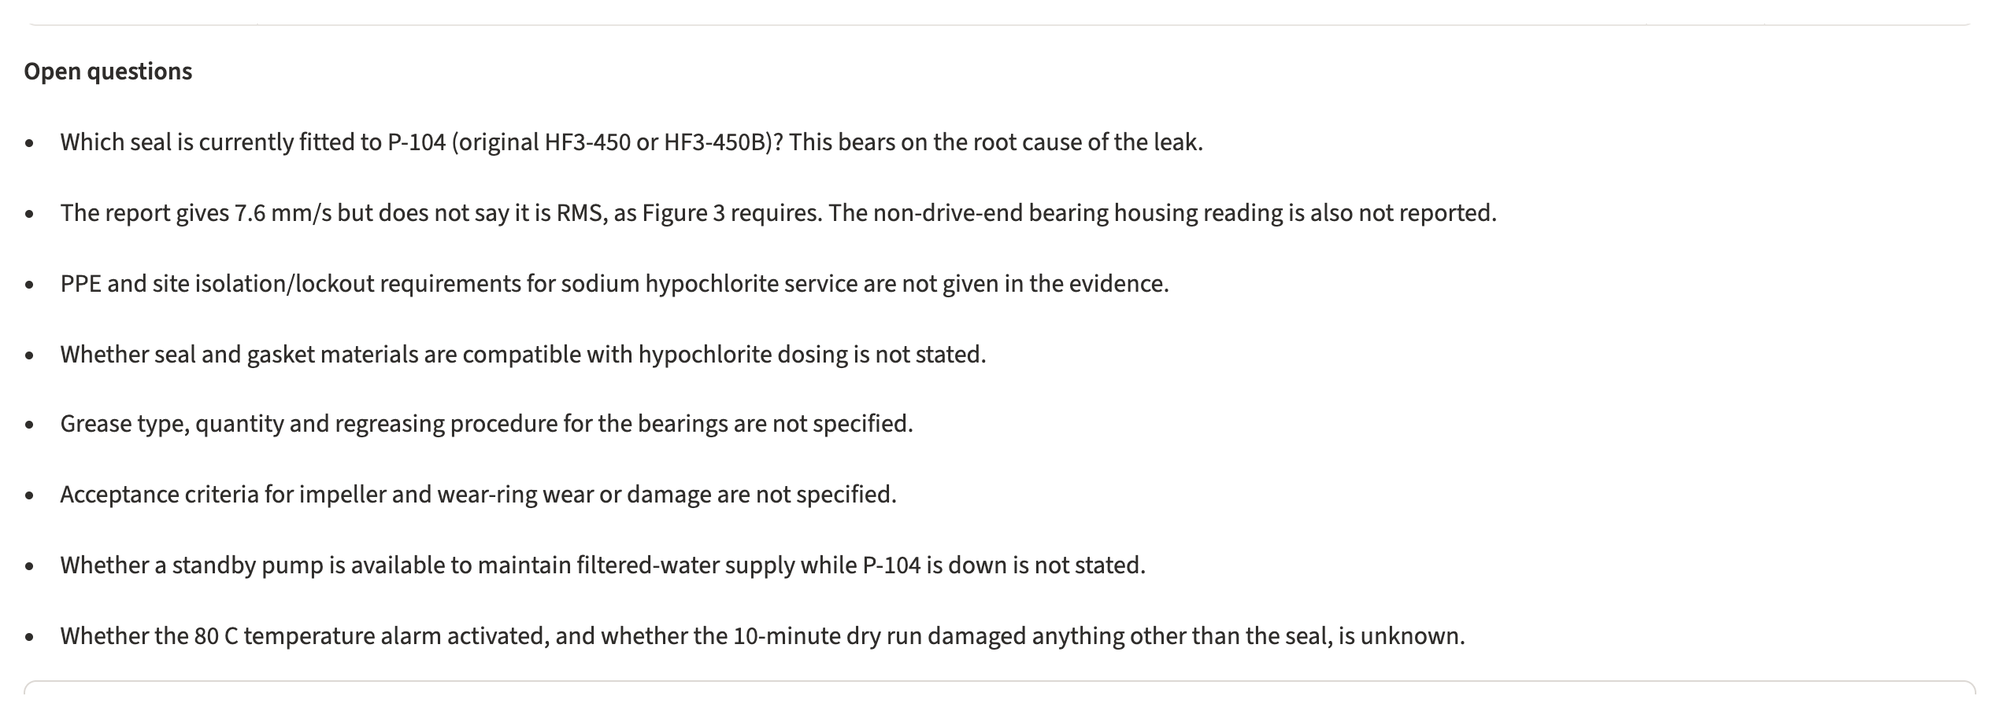 Open questions
• Which seal is currently fitted to P-104 (original HF3-450 or HF3-450B)? This bears on the root cause of the leak.
• The report gives 7.6 mm/s but does not say it is RMS, as Figure 3 requires. The non-drive-end bearing housing reading is also not reported.
• PPE and site isolation/lockout requirements for sodium hypochlorite service are not given in the evidence.
• Whether seal and gasket materials are compatible with hypochlorite dosing is not stated.
• Grease type, quantity and regreasing procedure for the bearings are not specified.
• Acceptance criteria for impeller and wear-ring wear or damage are not specified.
• Whether a standby pump is available to maintain filtered-water supply while P-104 is down is not stated.
• Whether the 80 C temperature alarm activated, and whether the 10-minute dry run damaged anything other than the seal, is unknown.